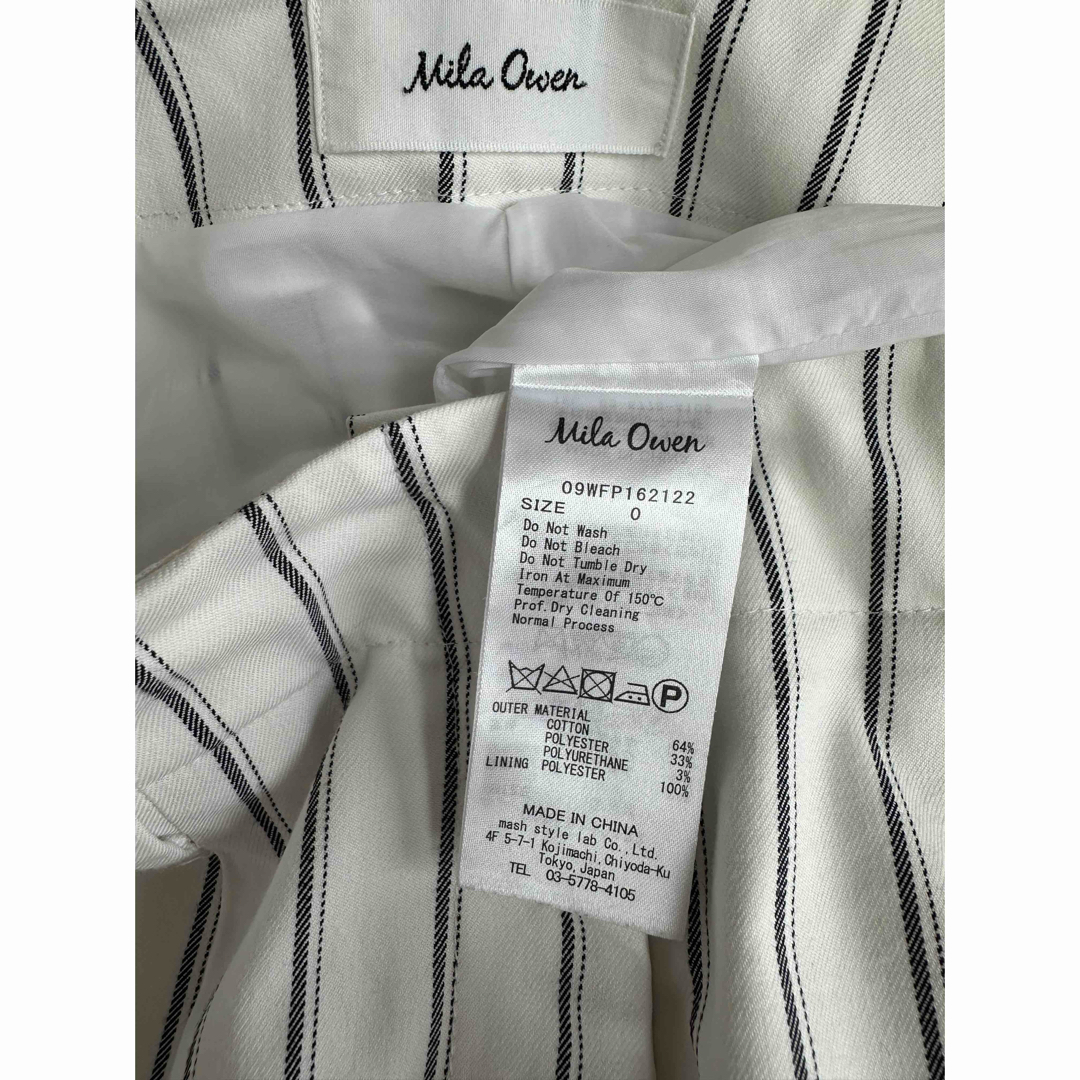 Mila Owen
Mila Owen
09WFP162122
SIZE 0
Do Not Wash
Do Not Bleach
Do Not Tumble Dry
Iron At Maximum
Temperature Of 150℃
Prof.Dry Cleaning
Normal Process
P
OUTER MATERIAL
COTTON 64%
POLYESTER 33%
POLYURETHANE 3%
LINING POLYESTER 100%
MADE IN CHINA
mash style lab Co.,Ltd.
4F 5-7-1 Kojimachi,Chiyoda-Ku
Tokyo,Japan
TEL 03-5778-4105